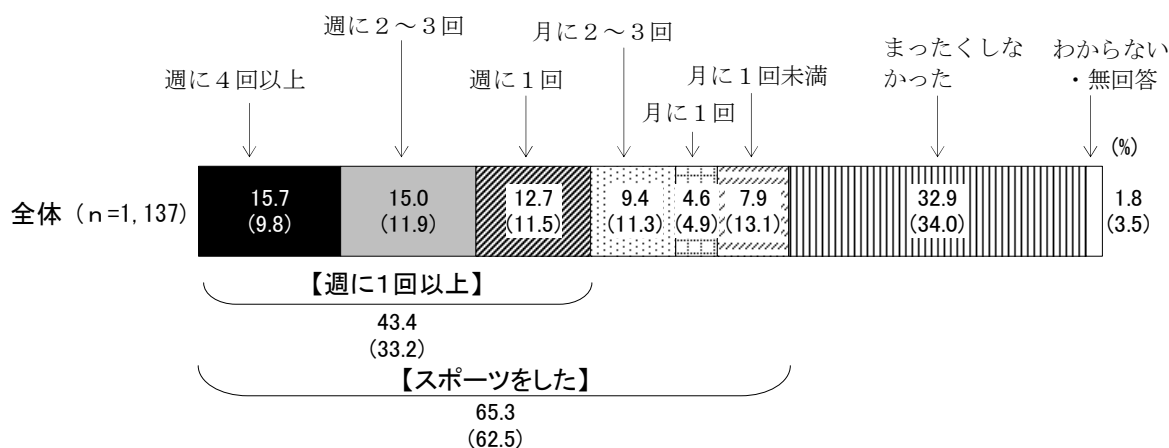 週に４回以上
週に２～３回
週に１回
月に２～３回
月に１回
月に１回未満
まったくしな
かった
わからない
・無回答
(%)
全体（ｎ=1,137）
15.7
(9.8)
15.0
(11.9)
12.7
(11.5)
9.4
(11.3)
4.6
(4.9)
7.9
(13.1)
32.9
(34.0)
1.8
(3.5)
【週に１回以上】
43.4
(33.2)
【スポーツをした】
65.3
(62.5)